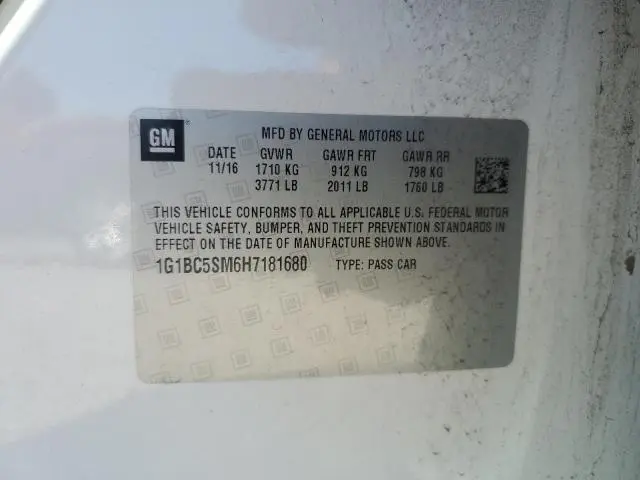 GM ®
MFD BY GENERAL MOTORS LLC
DATE GVWR GAWR FRT GAWR RR
11/16 1710 KG 912 KG 798 KG
3771 LB 2011 LB 1760 LB
THIS VEHICLE CONFORMS TO ALL APPLICABLE U.S. FEDERAL MOTOR
VEHICLE SAFETY, BUMPER, AND THEFT PREVENTION STANDARDS IN
EFFECT ON THE DATE OF MANUFACTURE SHOWN ABOVE.
1G1BC5SM6H7181680 TYPE: PASS CAR